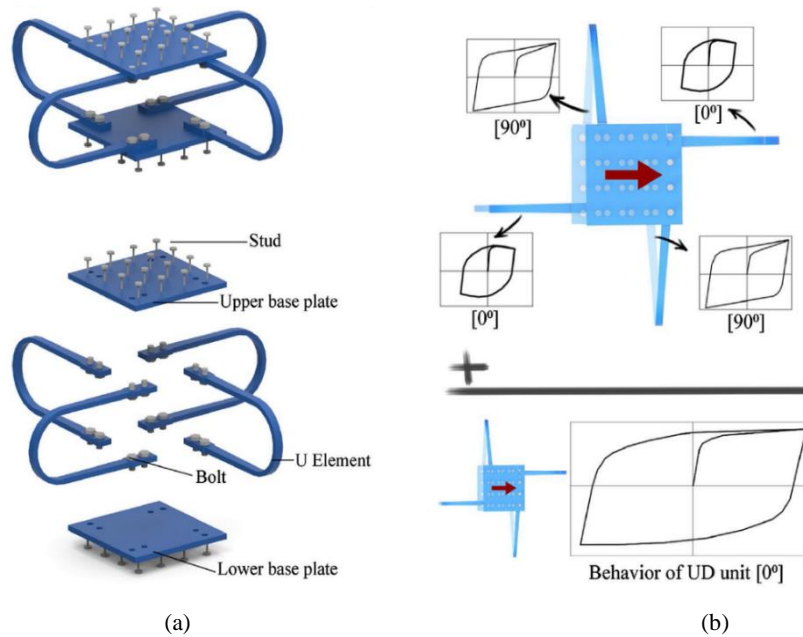 Stud
Upper base plate
U Element
Bolt
Lower base plate
(a)
[90⁰]
[0⁰]
[0⁰]
[90⁰]
+
Behavior of UD unit [0⁰]
(b)